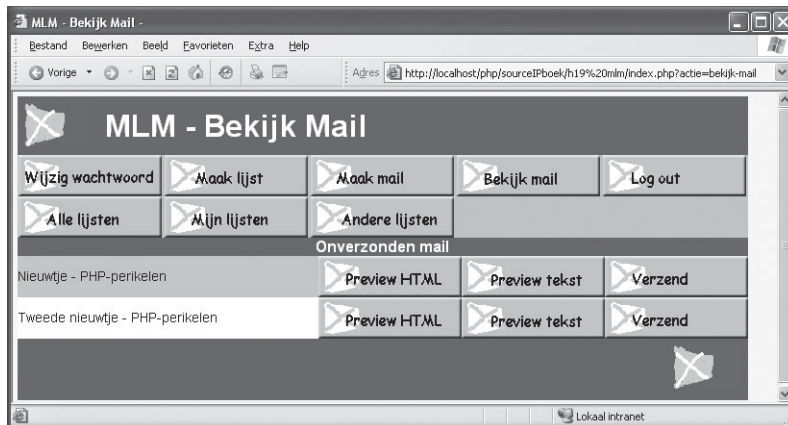 MLM - Bekijk Mail -
Bestand Bewerken Beeld Favorieten Extra Help
Vorige Adres http://localhost/php/sourceIPboek/h19%20mlm/index.php?actie=bekijk-mail
MLM - Bekijk Mail
Wijzig wachtwoord Maak lijst Maak mail Bekijk mail Log out
Alle lijsten Mijn lijsten Andere lijsten
Onverzonden mail
Nieuwtje - PHP-perikelen Preview HTML Preview tekst Verzend
Tweede nieuwtje - PHP-perikelen Preview HTML Preview tekst Verzend
Lokaal intranet